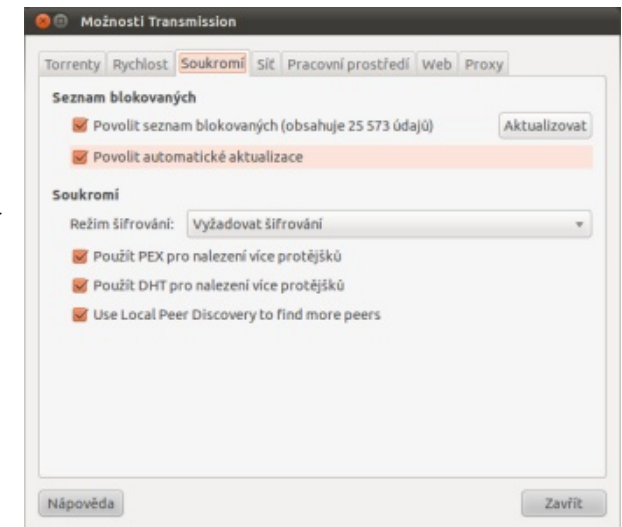 Možnosti Transmission
Torrenty Rychlost Soukromí Síť Pracovní prostředí Web Proxy
Seznam blokovaných
Povolit seznam blokovaných (obsahuje 25 573 údajů) Aktualizovat
Povolit automatické aktualizace
Soukromí
Režim šifrování: Vyžadovat šifrování
Použít PEX pro nalezení více protějšků
Použít DHT pro nalezení více protějšků
Use Local Peer Discovery to find more peers
Nápověda Zavřít